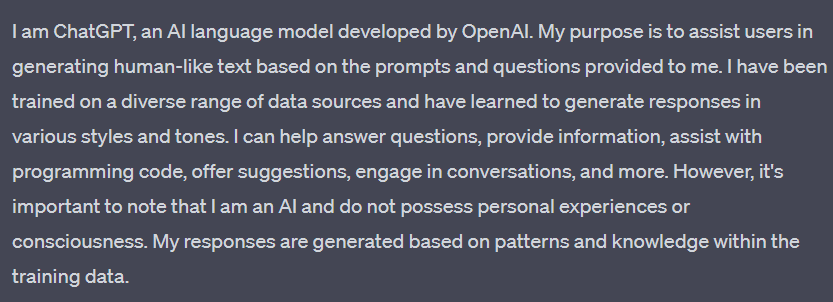 I am ChatGPT, an AI language model developed by OpenAI. My purpose is to assist users in
generating human-like text based on the prompts and questions provided to me. I have been
trained on a diverse range of data sources and have learned to generate responses in
various styles and tones. I can help answer questions, provide information, assist with
programming code, offer suggestions, engage in conversations, and more. However, it's
important to note that I am an AI and do not possess personal experiences or
consciousness. My responses are generated based on patterns and knowledge within the
training data.